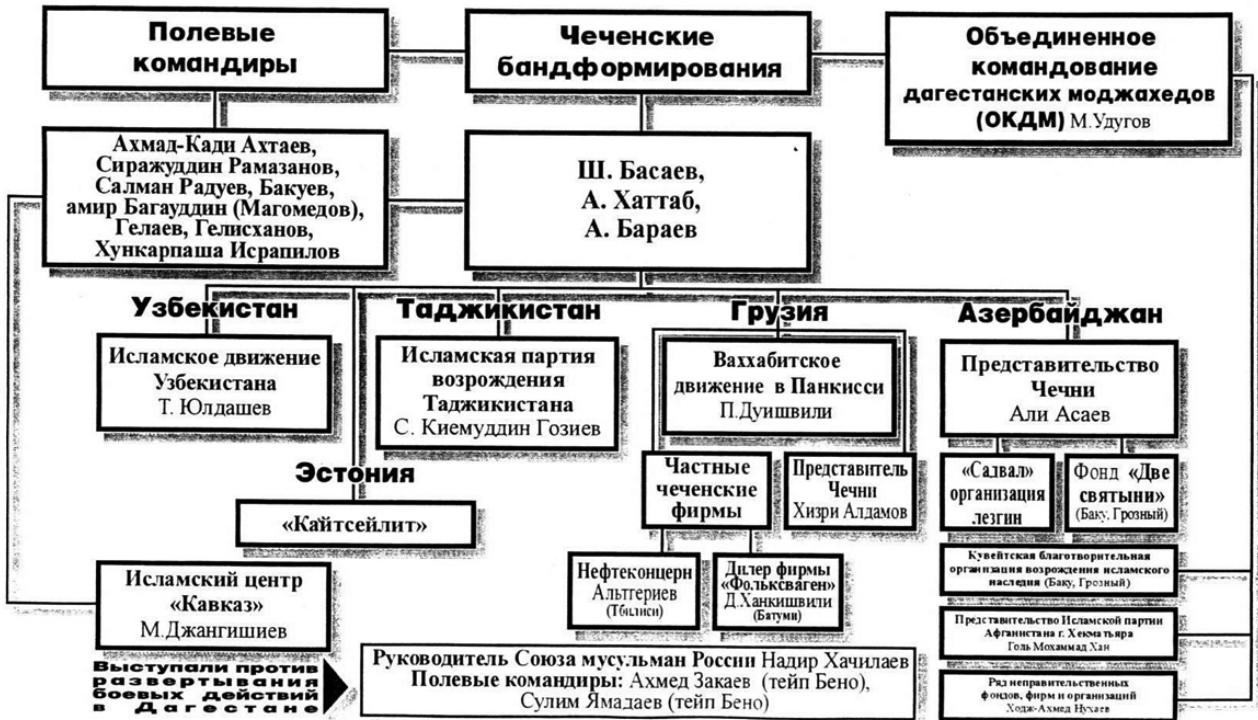 Полевые
командиры
Чеченские
бандформирования
Объединенное
командование
дагестанских моджахедов
(ОКДМ) М.Удугов
Ахмад-Кади Ахтаев,
Сиражуддин Рамазанов,
Салман Радуев, Бакуев,
амир Багауддин (Магомедов),
Гелаев, Гелисханов,
Хункарпаша Исрапилов
Ш. Басаев,
А. Хаттаб,
А. Бараев
Узбекистан
Исламское движение
Узбекистана
Т. Юлдашев
Таджикистан
Исламская партия
возрождения
Таджикистана
С. Киемуддин Гозиев
Грузия
Ваххабитское
движение в Панкисси
П.Дуишвили
Азербайджан
Представительство
Чечни
Али Асаев
Эстония
«Кайтсейлит»
Частные
чеченские
фирмы
Представитель
Чечни
Хизри Алдамов
«Садвал»
организация
лезгин
Фонд «Две
святыни»
(Баку, Грозный)
Исламский центр
«Кавказ»
М.Джангишиев
Нефтеконцерн
Альтгериев
(Тбилиси)
Дилер фирмы
«Фольксваген»
Д.Ханкишвили
(Батуми)
Кувейтская благотворительная
организация возрождения исламского
наследия (Баку, Грозный)
Представительство Исламской партии
Афганистана г. Хекматьяра
Голь Мохаммад Хан
Ряд неправительственных
фондов, фирм и организаций
Ходж-Ахмед Нухаев
Выступали против
развертывания
боевых действий
в Дагестане
Руководитель Союза мусульман России Надир Хачилаев
Полевые командиры: Ахмед Закаев (тейп Бено),
Сулим Ямадаев (тейп Бено)